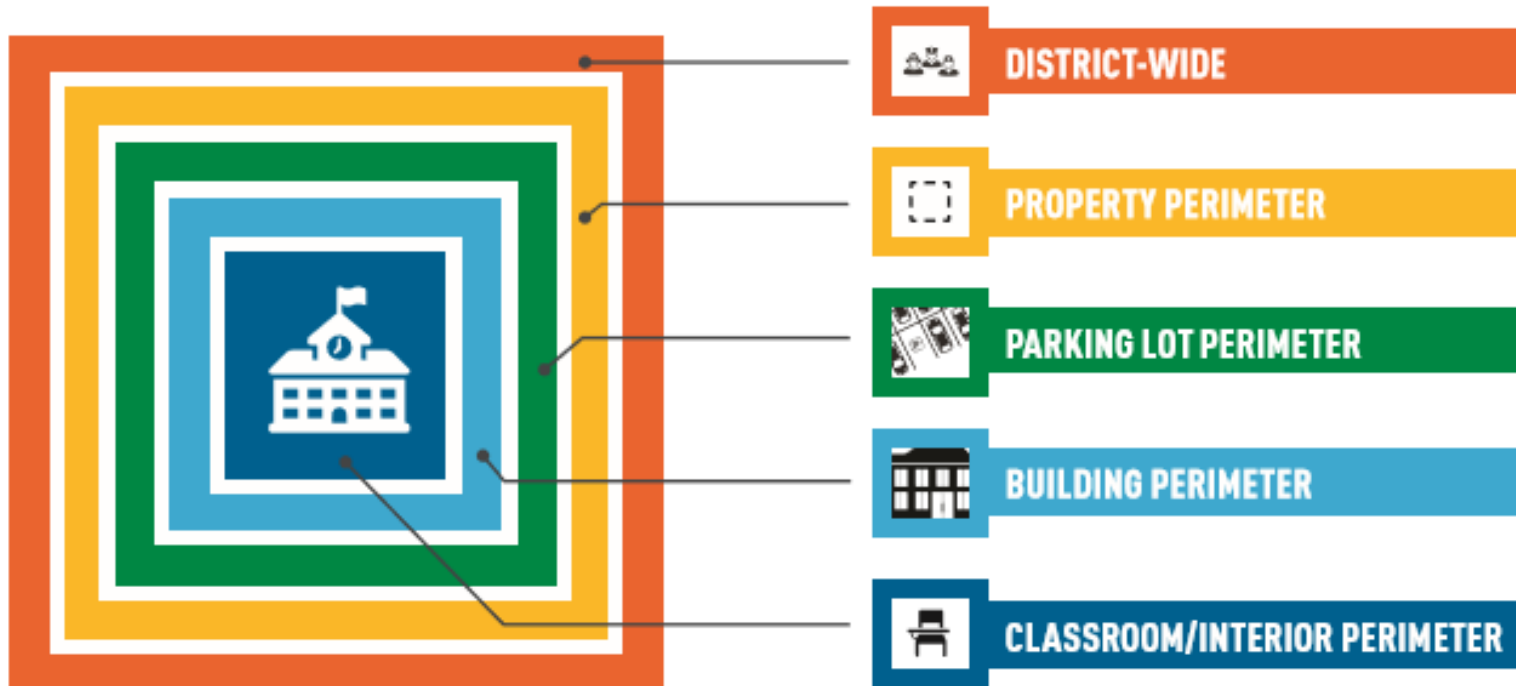 DISTRICT-WIDE
PROPERTY PERIMETER
PARKING LOT PERIMETER
BUILDING PERIMETER
CLASSROOM/INTERIOR PERIMETER